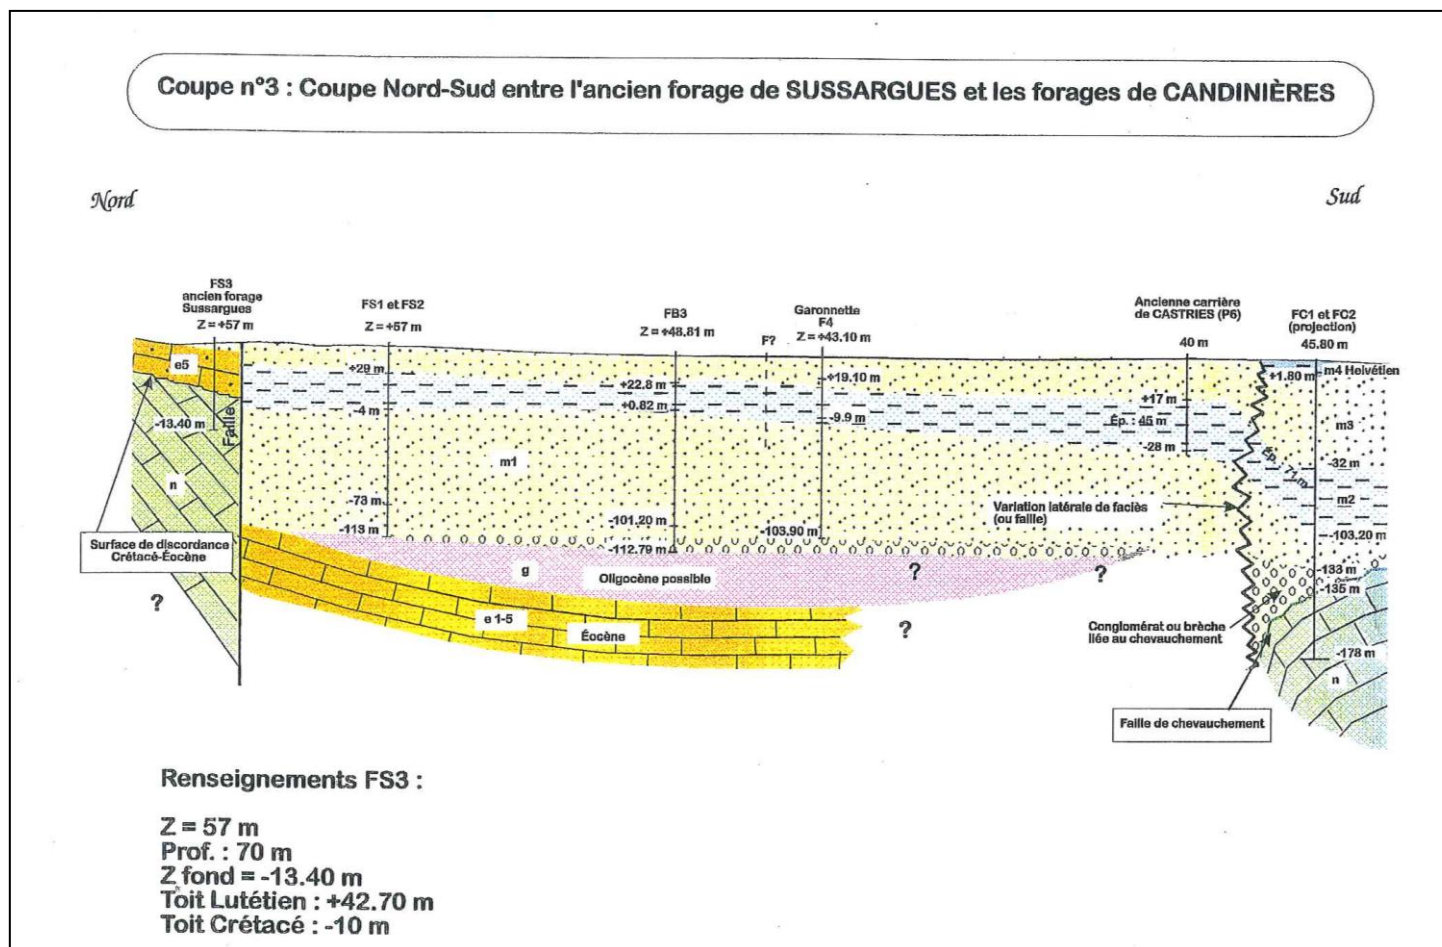 Coupe n°3 : Coupe Nord-Sud entre l'ancien forage de SUSSARGUES et les forages de CANDINIÈRES
Nord
Sud
FS3
ancien forage
Sussargues
Z = +57 m
FS1 et FS2
Z = +57 m
FB3
Z = +48.81 m
F?
Garonnette
F4
Z = +43.10 m
Ancienne carrière
de CASTRIES (P6)
40 m
FC1 et FC2
(projection)
45.80 m
e5
+29 m
+22.8 m
+19.10 m
+1.80 m
m4 Helvétien
-13.40 m
Faille
-4 m
+0.82 m
-9.9 m
+17 m
Ép. : 45 m
-28 m
m3
Ép. : 71 m
-32 m
m2
n
m1
-73 m
-113 m
-101.20 m
-112.79 m
-103.90 m
Variation latérale de faciès
(ou faille)
-103.20 m
-133 m
-135 m
Surface de discordance
Crétacé-Éocène
?
g
Oligocène possible
?
?
e 1-5
Éocène
?
Conglomérat ou brèche
liée au chevauchement
-178 m
n
Faille de chevauchement
Renseignements FS3 :
Z = 57 m
Prof. : 70 m
Z fond = -13.40 m
Toit Lutétien : +42.70 m
Toit Crétacé : -10 m